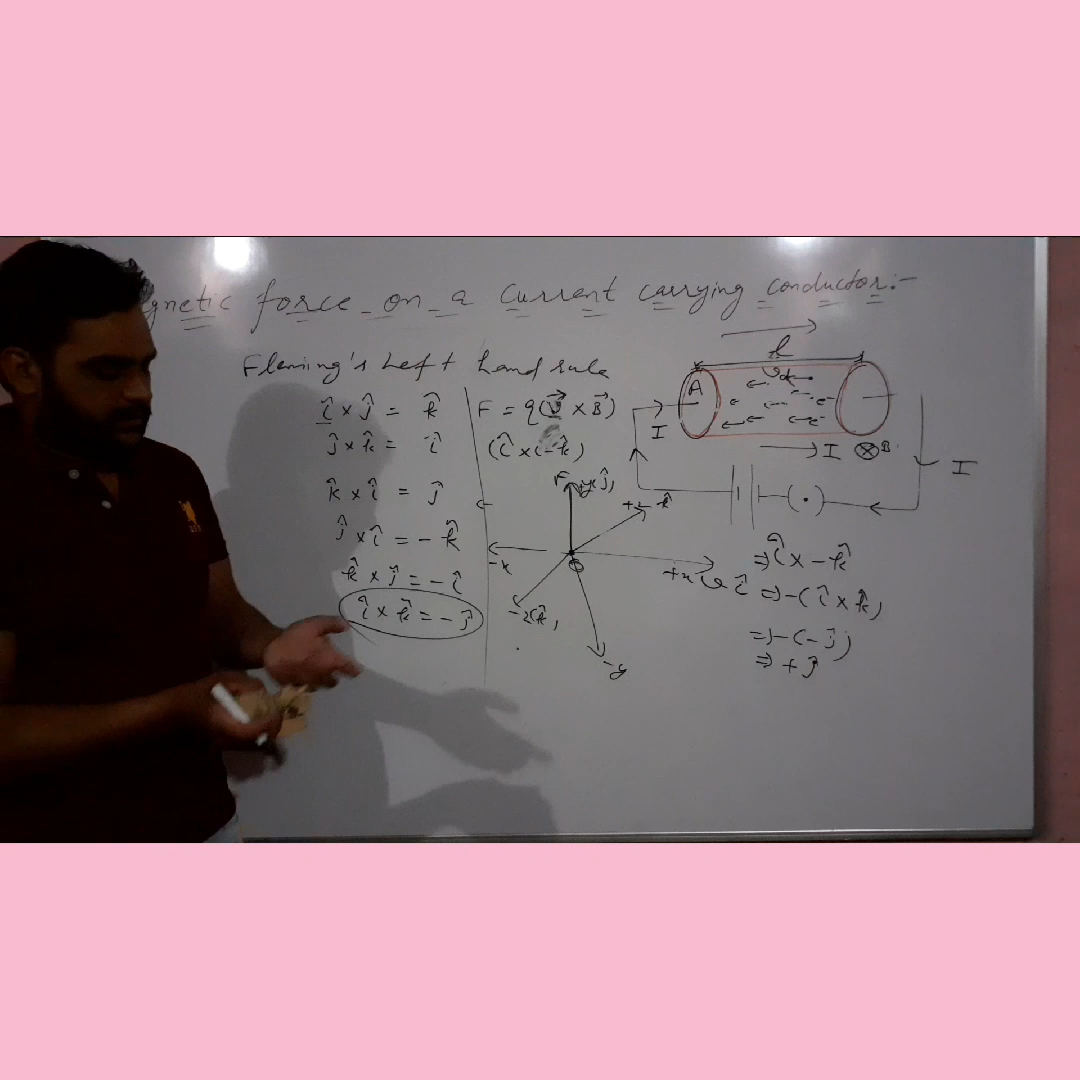 gnetic force on a current carrying conductor:-
Fleming's Left hand rule
î × ĵ = k̂
ĵ × k̂ = î
k̂ × î = ĵ
ĵ × î = - k̂
k̂ × ĵ = - î
î × k̂ = - ĵ
F = q(v⃗ × B⃗)
(î × (-k̂)
F
+y(ĵ)
+z - k̂
-x
O
+x
î
-z(k̂)
-y
l
A
I
I
⊗ B
I
⇒ î × - k̂
⇒ - (î × k̂)
⇒ - (- ĵ)
⇒ + ĵ